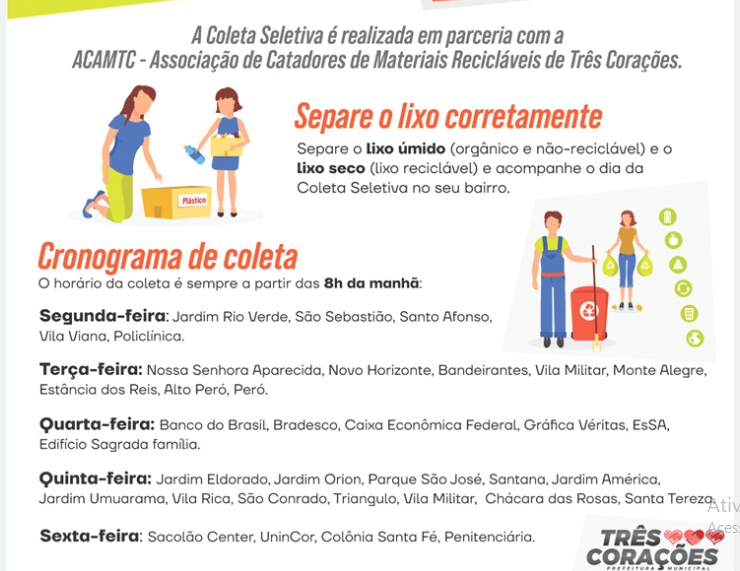 A Coleta Seletiva é realizada em parceria com a
ACAMTC - Associação de Catadores de Materiais Recicláveis de Três Corações.
Separe o lixo corretamente
Separe o lixo úmido (orgânico e não-reciclável) e o
lixo seco (lixo reciclável) e acompanhe o dia da
Coleta Seletiva no seu bairro.
Plástico
Cronograma de coleta
O horário da coleta é sempre a partir das 8h da manhã:
Segunda-feira: Jardim Rio Verde, São Sebastião, Santo Afonso,
Vila Viana, Policlínica.
Terça-feira: Nossa Senhora Aparecida, Novo Horizonte, Bandeirantes, Vila Militar, Monte Alegre,
Estância dos Reis, Alto Peró, Peró.
Quarta-feira: Banco do Brasil, Bradesco, Caixa Econômica Federal, Gráfica Véritas, EsSA,
Edifício Sagrada família.
Quinta-feira: Jardim Eldorado, Jardim Orion, Parque São José, Santana, Jardim América,
Jardim Umuarama, Vila Rica, São Conrado, Triangulo, Vila Militar, Chácara das Rosas, Santa Tereza.
Sexta-feira: Sacolão Center, UninCor, Colônia Santa Fé, Penitenciária.
Ativ
Aces
TRÊS
CORAÇÕES
PREFEITURA MUNICIPAL